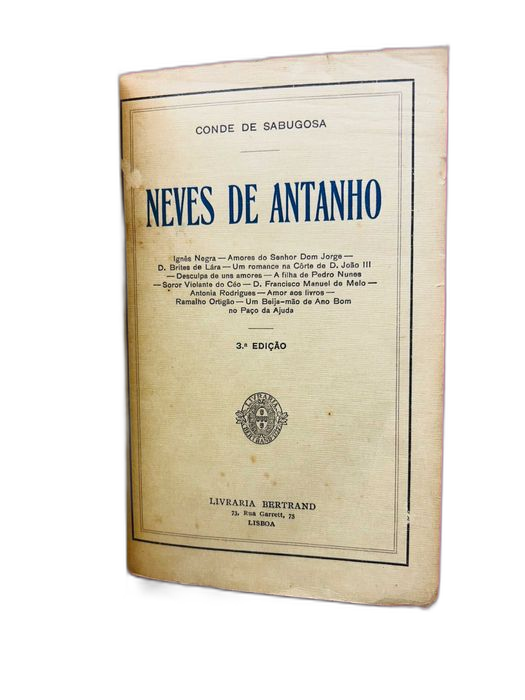 CONDE DE SABUGOSA
NEVES DE ANTANHO
Ignês Negra — Amores do Senhor Dom Jorge —
D. Brites de Lára — Um romance na Côrte de D. João III
— Desculpa de uns amores — A filha de Pedro Nunes
— Soror Violante do Céo — D. Francisco Manuel de Melo —
Antonia Rodrigues — Amor aos livros —
Ramalho Ortigão — Um Beija-mão de Ano Bom
no Paço da Ajuda
3.ª EDIÇÃO
LIVRARIA
BERTRAND
LIVRARIA BERTRAND
73, Rua Garrett, 75
LISBOA